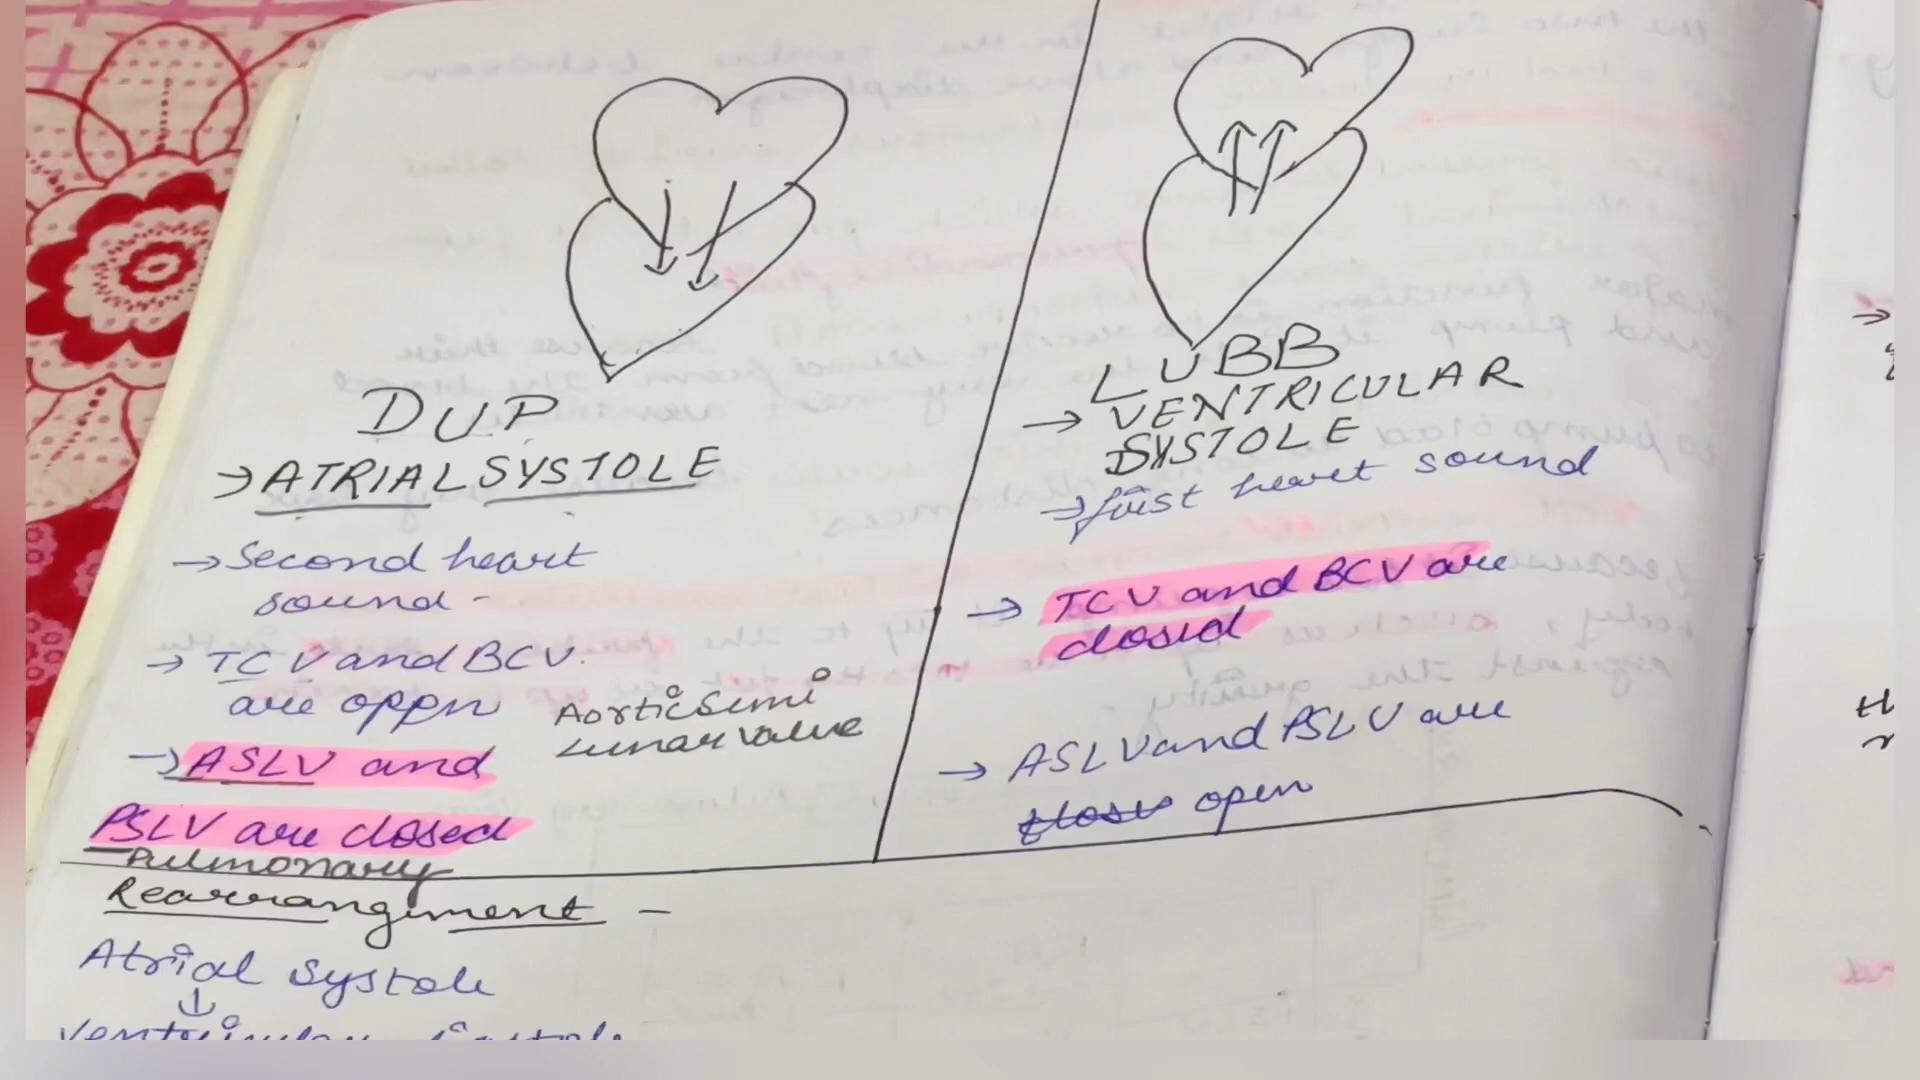 DUP
→ ATRIAL SYSTOLE
→ Second heart
sound -
→ TCV and BCV.
are open
→ ASLV and
PSLV are closed
Aortic Semi
Lunar Valve
Pulmonary
LUBB
→ VENTRICULAR
SYSTOLE
→ first heart sound
→ TCV and BCV are
closed
→ ASLV and PSLV are
open
Rearrangement -
Atrial Systole
↓